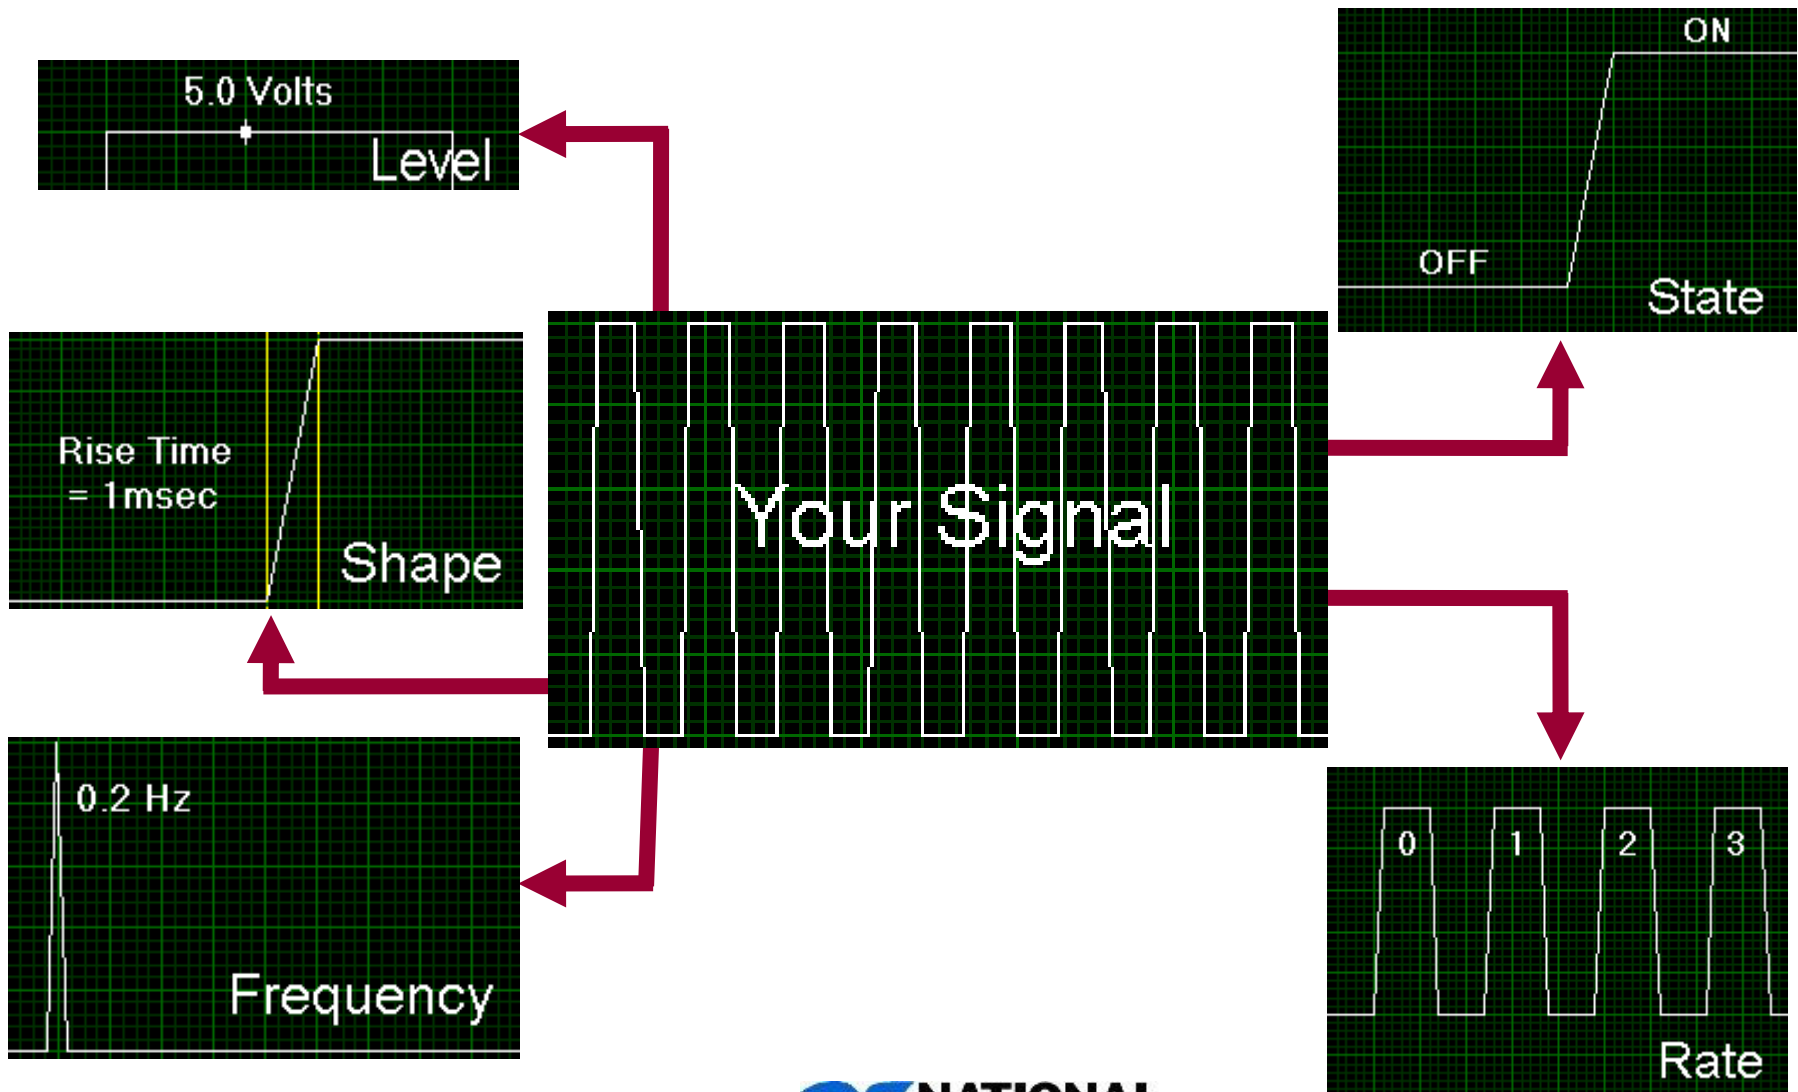 5.0 Volts
Level
ON
OFF
State
Rise Time
= 1msec
Shape
Your Signal
0.2 Hz
Frequency
0 1 2 3
Rate
NATIONAL